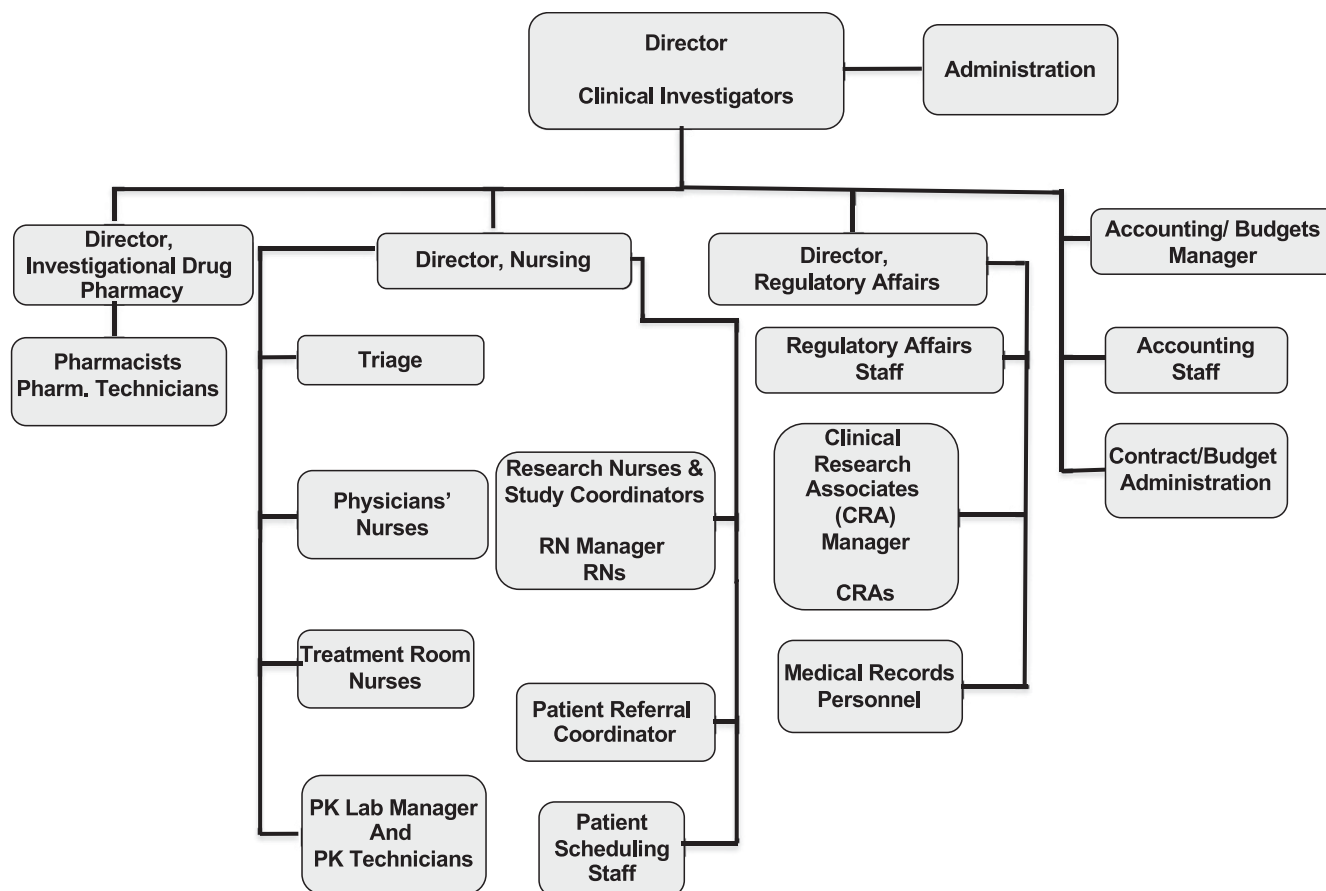 Director
Clinical Investigators
Administration
Director,
Investigational Drug
Pharmacy
Pharmacists
Pharm. Technicians
Director, Nursing
Triage
Physicians’
Nurses
Treatment Room
Nurses
PK Lab Manager
And
PK Technicians
Research Nurses &
Study Coordinators
RN Manager
RNs
Patient Referral
Coordinator
Patient
Scheduling
Staff
Director,
Regulatory Affairs
Regulatory Affairs
Staff
Clinical
Research
Associates
(CRA)
Manager
CRAs
Medical Records
Personnel
Accounting/ Budgets
Manager
Accounting
Staff
Contract/Budget
Administration